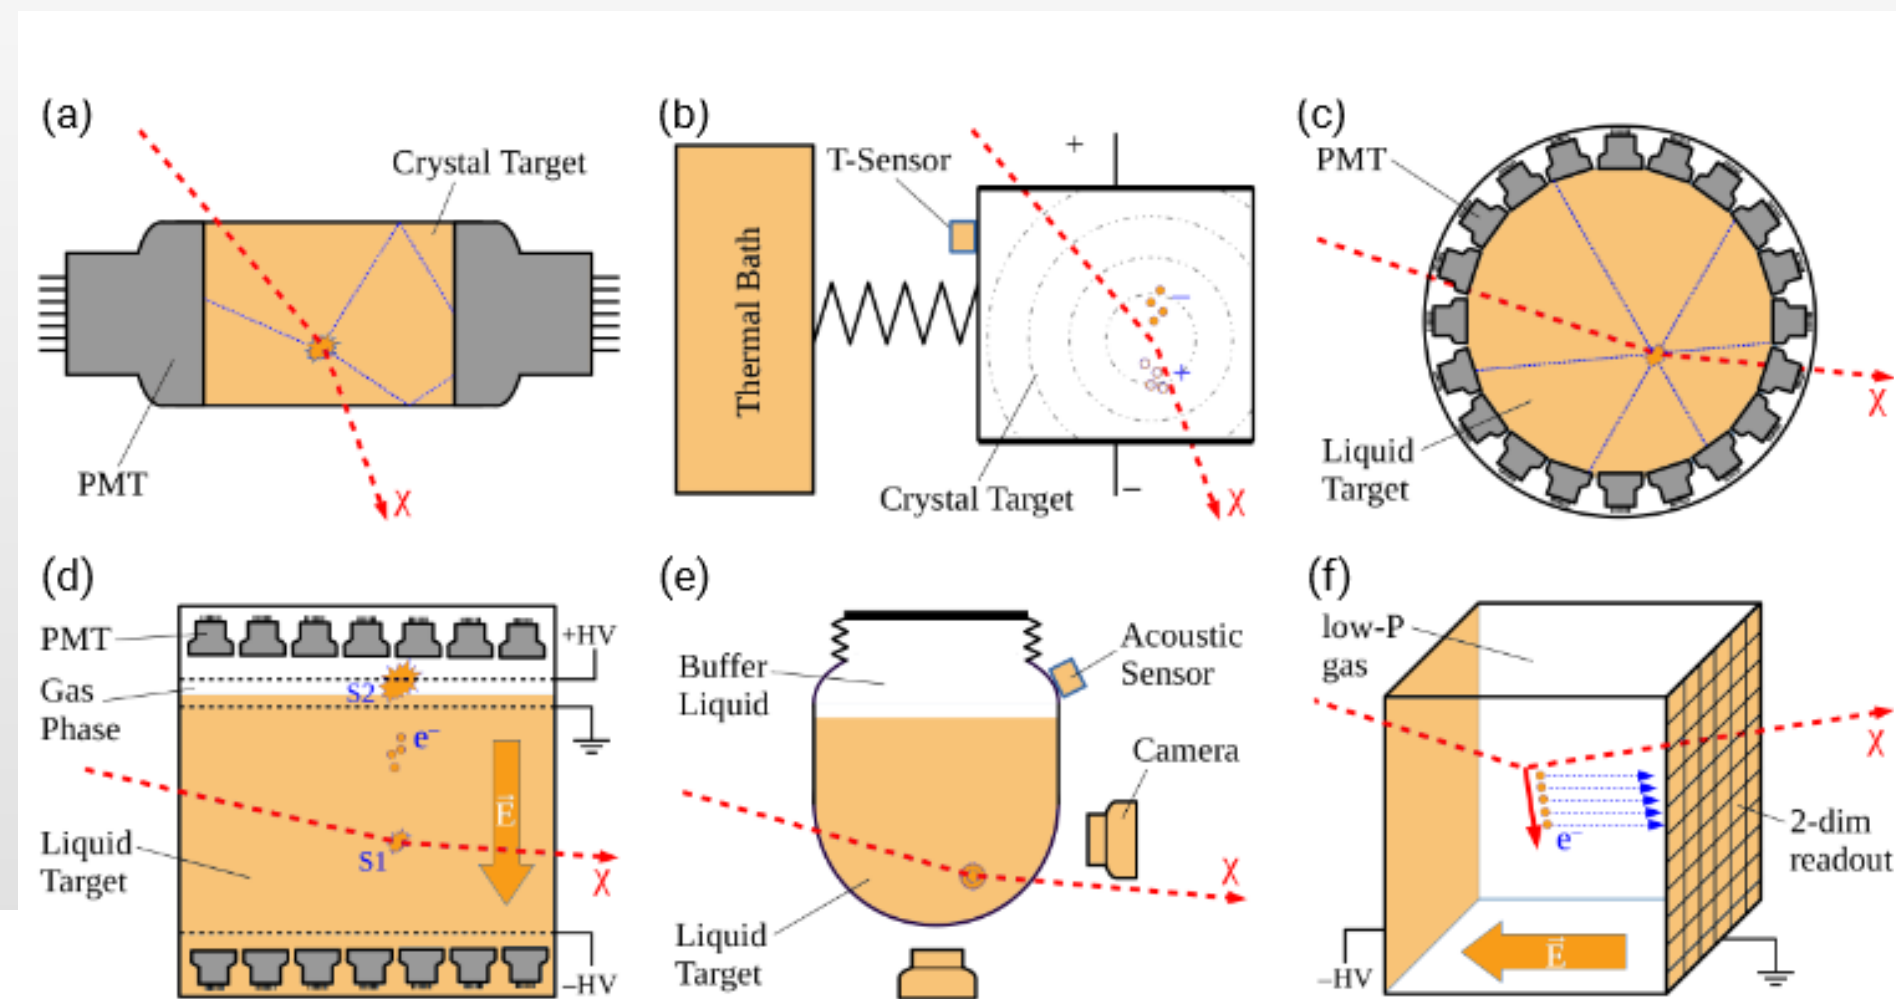 (a)
Crystal Target
PMT
χ
(b)
T-Sensor
+
Thermal Bath
−
+
Crystal Target
−
χ
(c)
PMT
χ
Liquid
Target
(d)
PMT
+HV
Gas
Phase
S2
e⁻
E⃗
Liquid
Target
S1
χ
−HV
(e)
Buffer
Liquid
Acoustic
Sensor
Camera
χ
Liquid
Target
(f)
low-P
gas
χ
e⁻
2-dim
readout
E⃗
−HV